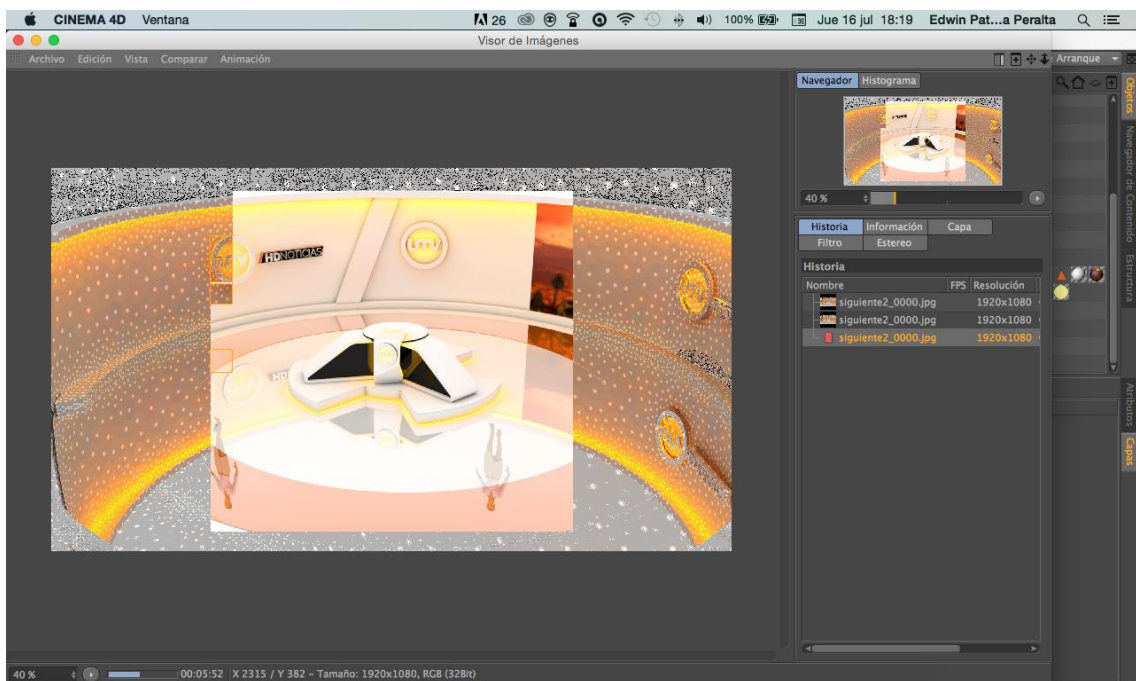 CINEMA 4D Ventana 26 100% Jue 16 jul 18:19 Edwin Pat...a Peralta
Visor de Imágenes
Archivo Edición Vista Comparar Animación
Arranque
Navegador Histograma
40 %
Historia Información Capa
Filtro Estereo
Historia
Nombre FPS Resolución
siguiente2_0000.jpg 1920x1080
siguiente2_0000.jpg 1920x1080
siguiente2_0000.jpg 1920x1080
Objetos
Navegador de Contenido
Estructura
Atributos
Capas
HDNOTICIAS
umv
40 % 00:05:52 X 2315 / Y 382 – Tamaño: 1920x1080, RGB (32Bit)